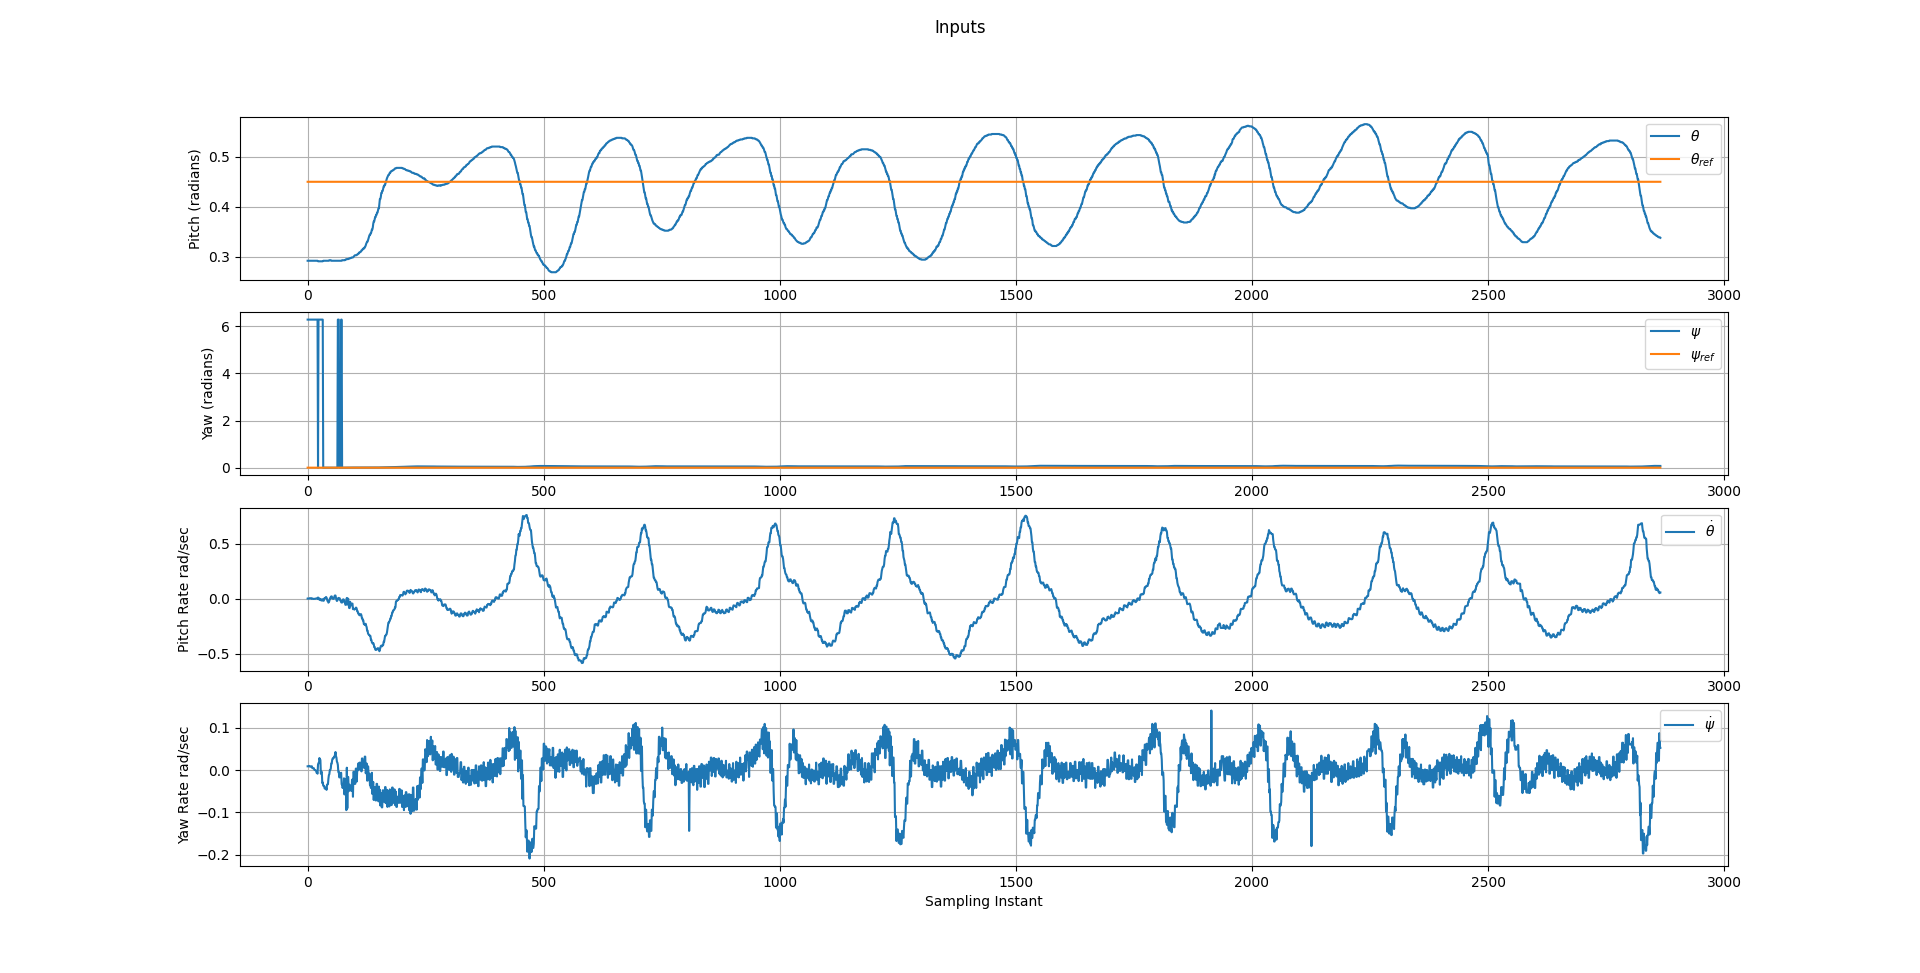 Inputs
Pitch (radians)
0.5
0.4
0.3
θ
θref
0 500 1000 1500 2000 2500 3000
Yaw (radians)
6
4
2
0
ψ
ψref
0 500 1000 1500 2000 2500 3000
Pitch Rate rad/sec
0.5
0.0
−0.5
θ̇
0 500 1000 1500 2000 2500 3000
Yaw Rate rad/sec
0.1
0.0
−0.1
−0.2
ψ̇
0 500 1000 1500 2000 2500 3000
Sampling Instant